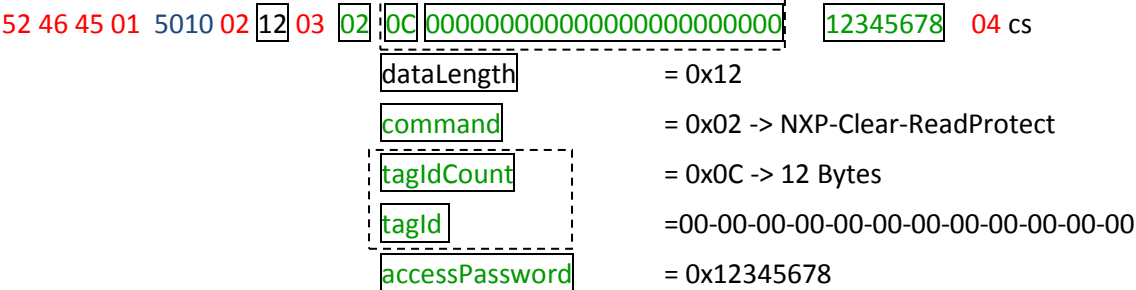 52 46 45 01 5010 02 12 03 02 0C 000000000000000000000000 12345678 04 cs
dataLength = 0x12
command = 0x02 -> NXP-Clear-ReadProtect
tagIdCount = 0x0C -> 12 Bytes
tagId =00-00-00-00-00-00-00-00-00-00-00-00
accessPassword = 0x12345678